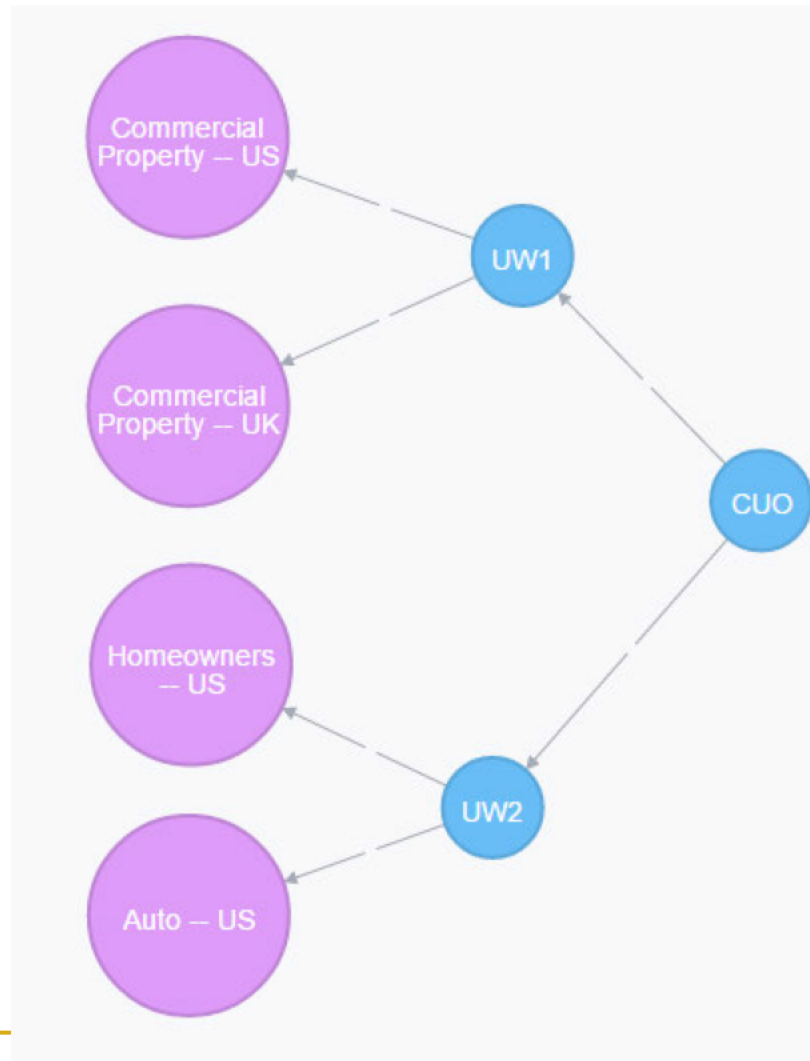 Commercial
Property -- US
UW1
Commercial
Property -- UK
CUO
Homeowners
-- US
UW2
Auto -- US